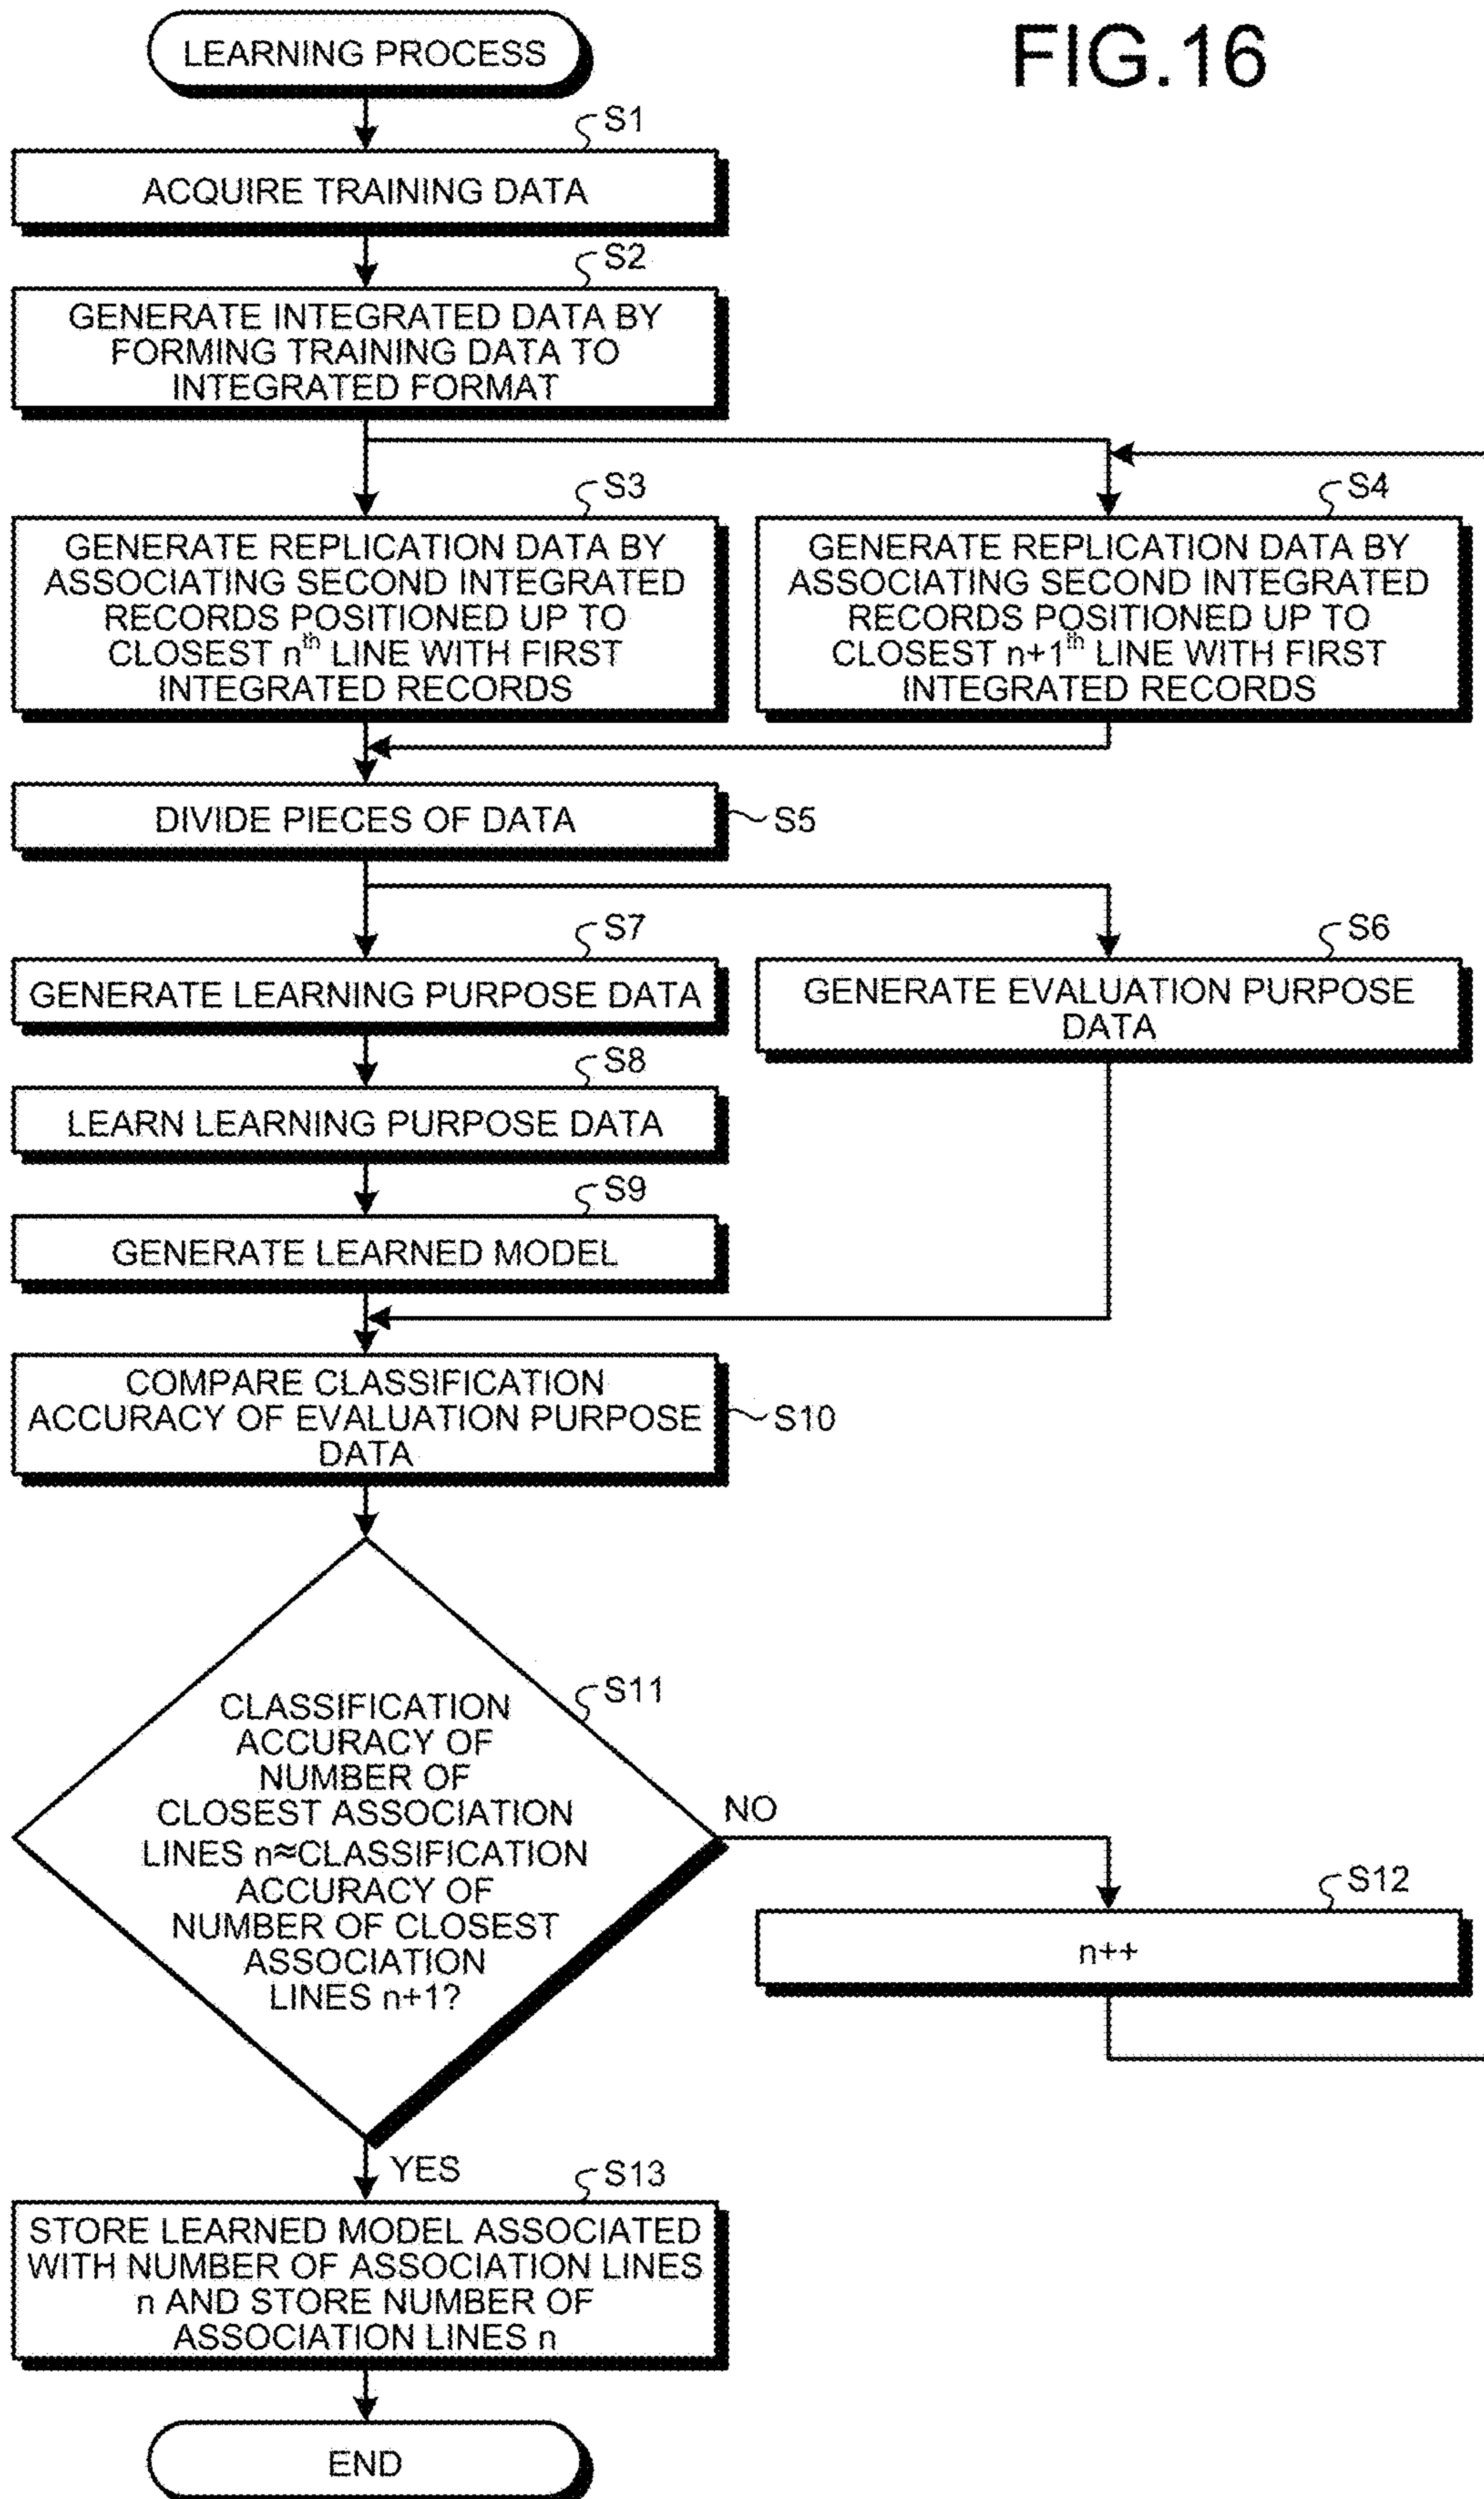 FIG.16
LEARNING PROCESS
S1
ACQUIRE TRAINING DATA
S2
GENERATE INTEGRATED DATA BY
FORMING TRAINING DATA TO
INTEGRATED FORMAT
S3
GENERATE REPLICATION DATA BY
ASSOCIATING SECOND INTEGRATED
RECORDS POSITIONED UP TO
CLOSEST nth LINE WITH FIRST
INTEGRATED RECORDS
S4
GENERATE REPLICATION DATA BY
ASSOCIATING SECOND INTEGRATED
RECORDS POSITIONED UP TO
CLOSEST n+1th LINE WITH FIRST
INTEGRATED RECORDS
DIVIDE PIECES OF DATA
S5
S7
GENERATE LEARNING PURPOSE DATA
S6
GENERATE EVALUATION PURPOSE
DATA
S8
LEARN LEARNING PURPOSE DATA
S9
GENERATE LEARNED MODEL
COMPARE CLASSIFICATION
ACCURACY OF EVALUATION PURPOSE
DATA
S10
S11
CLASSIFICATION
ACCURACY OF
NUMBER OF
CLOSEST ASSOCIATION
LINES n≈CLASSIFICATION
ACCURACY OF
NUMBER OF CLOSEST
ASSOCIATION
LINES n+1?
NO
S12
n++
YES
S13
STORE LEARNED MODEL ASSOCIATED
WITH NUMBER OF ASSOCIATION LINES
n AND STORE NUMBER OF
ASSOCIATION LINES n
END